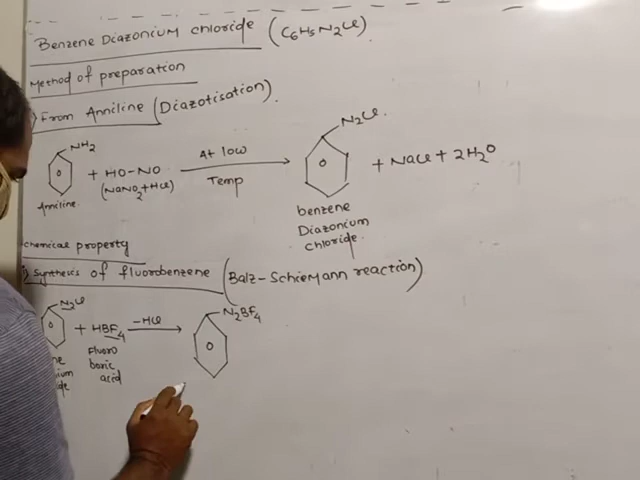 Benzene Diazonium chloride (C6H5N2Cl)
Method of preparation
) From Anniline (Diazotisation).
NH2 + HO-NO At low Temp N2Cl. + NaCl + 2H2O
(NaNO2+HCl)
Anniline
benzene
Diazonium
chloride.
chemical property
) Synthesis of fluorobenzene (Balz-Schiemann reaction)
N2Cl + HBF4 -HCl N2BF4
Fluoro
boric
acid